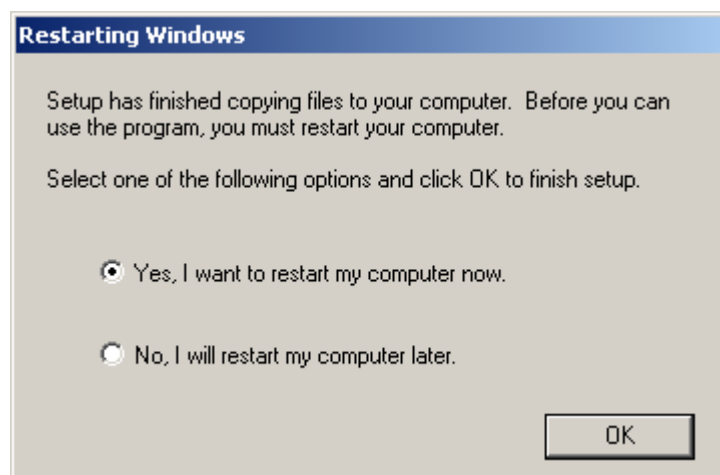 Restarting Windows
Setup has finished copying files to your computer.  Before you can
use the program, you must restart your computer.
Select one of the following options and click OK to finish setup.
Yes, I want to restart my computer now.
No, I will restart my computer later.
OK